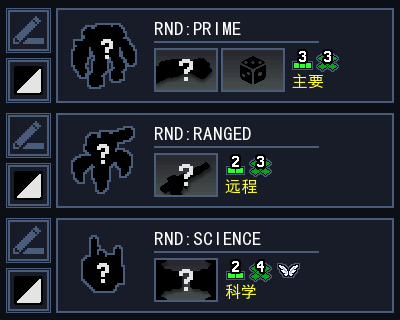 RND:PRIME
? ? 3 3
主要
RND:RANGED
? ? 2 3
远程
RND:SCIENCE
? ? 2 4
科学